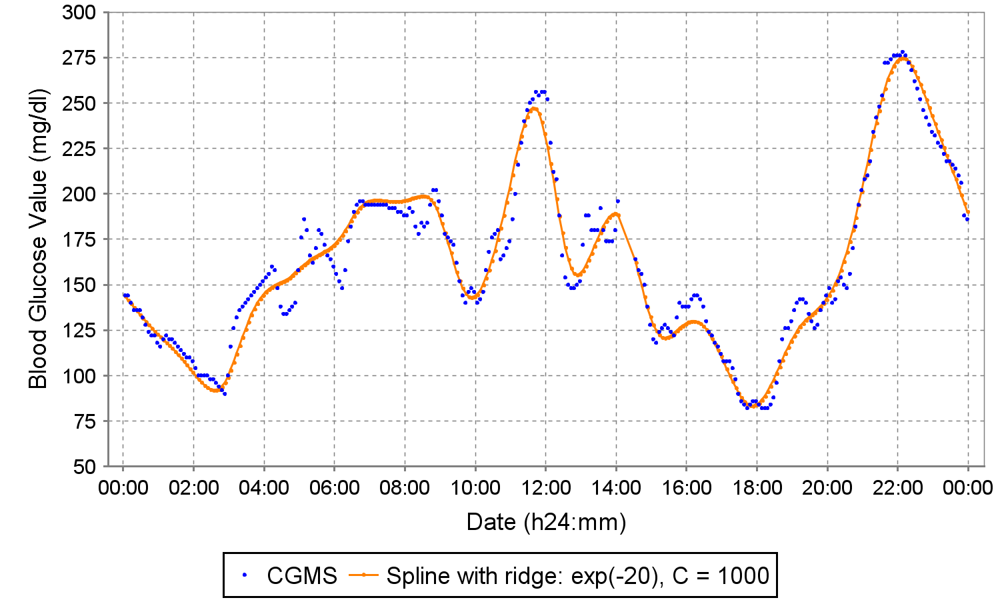 300
275
250
225
200
175
150
125
100
75
50
Blood Glucose Value (mg/dl)
00:00 02:00 04:00 06:00 08:00 10:00 12:00 14:00 16:00 18:00 20:00 22:00 00:00
Date (h24:mm)
CGMS Spline with ridge: exp(-20), C = 1000